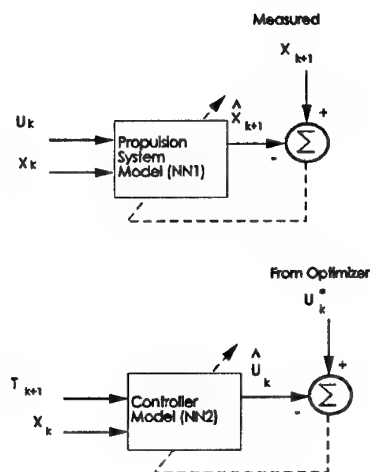 Measured
X k+1
+
U k
X̂ k+1
Propulsion
System
Model (NN1)
Σ
X k
-
From Optimizer
U* k
+
T k+1
Û k
Controller
Model (NN2)
Σ
X k
-